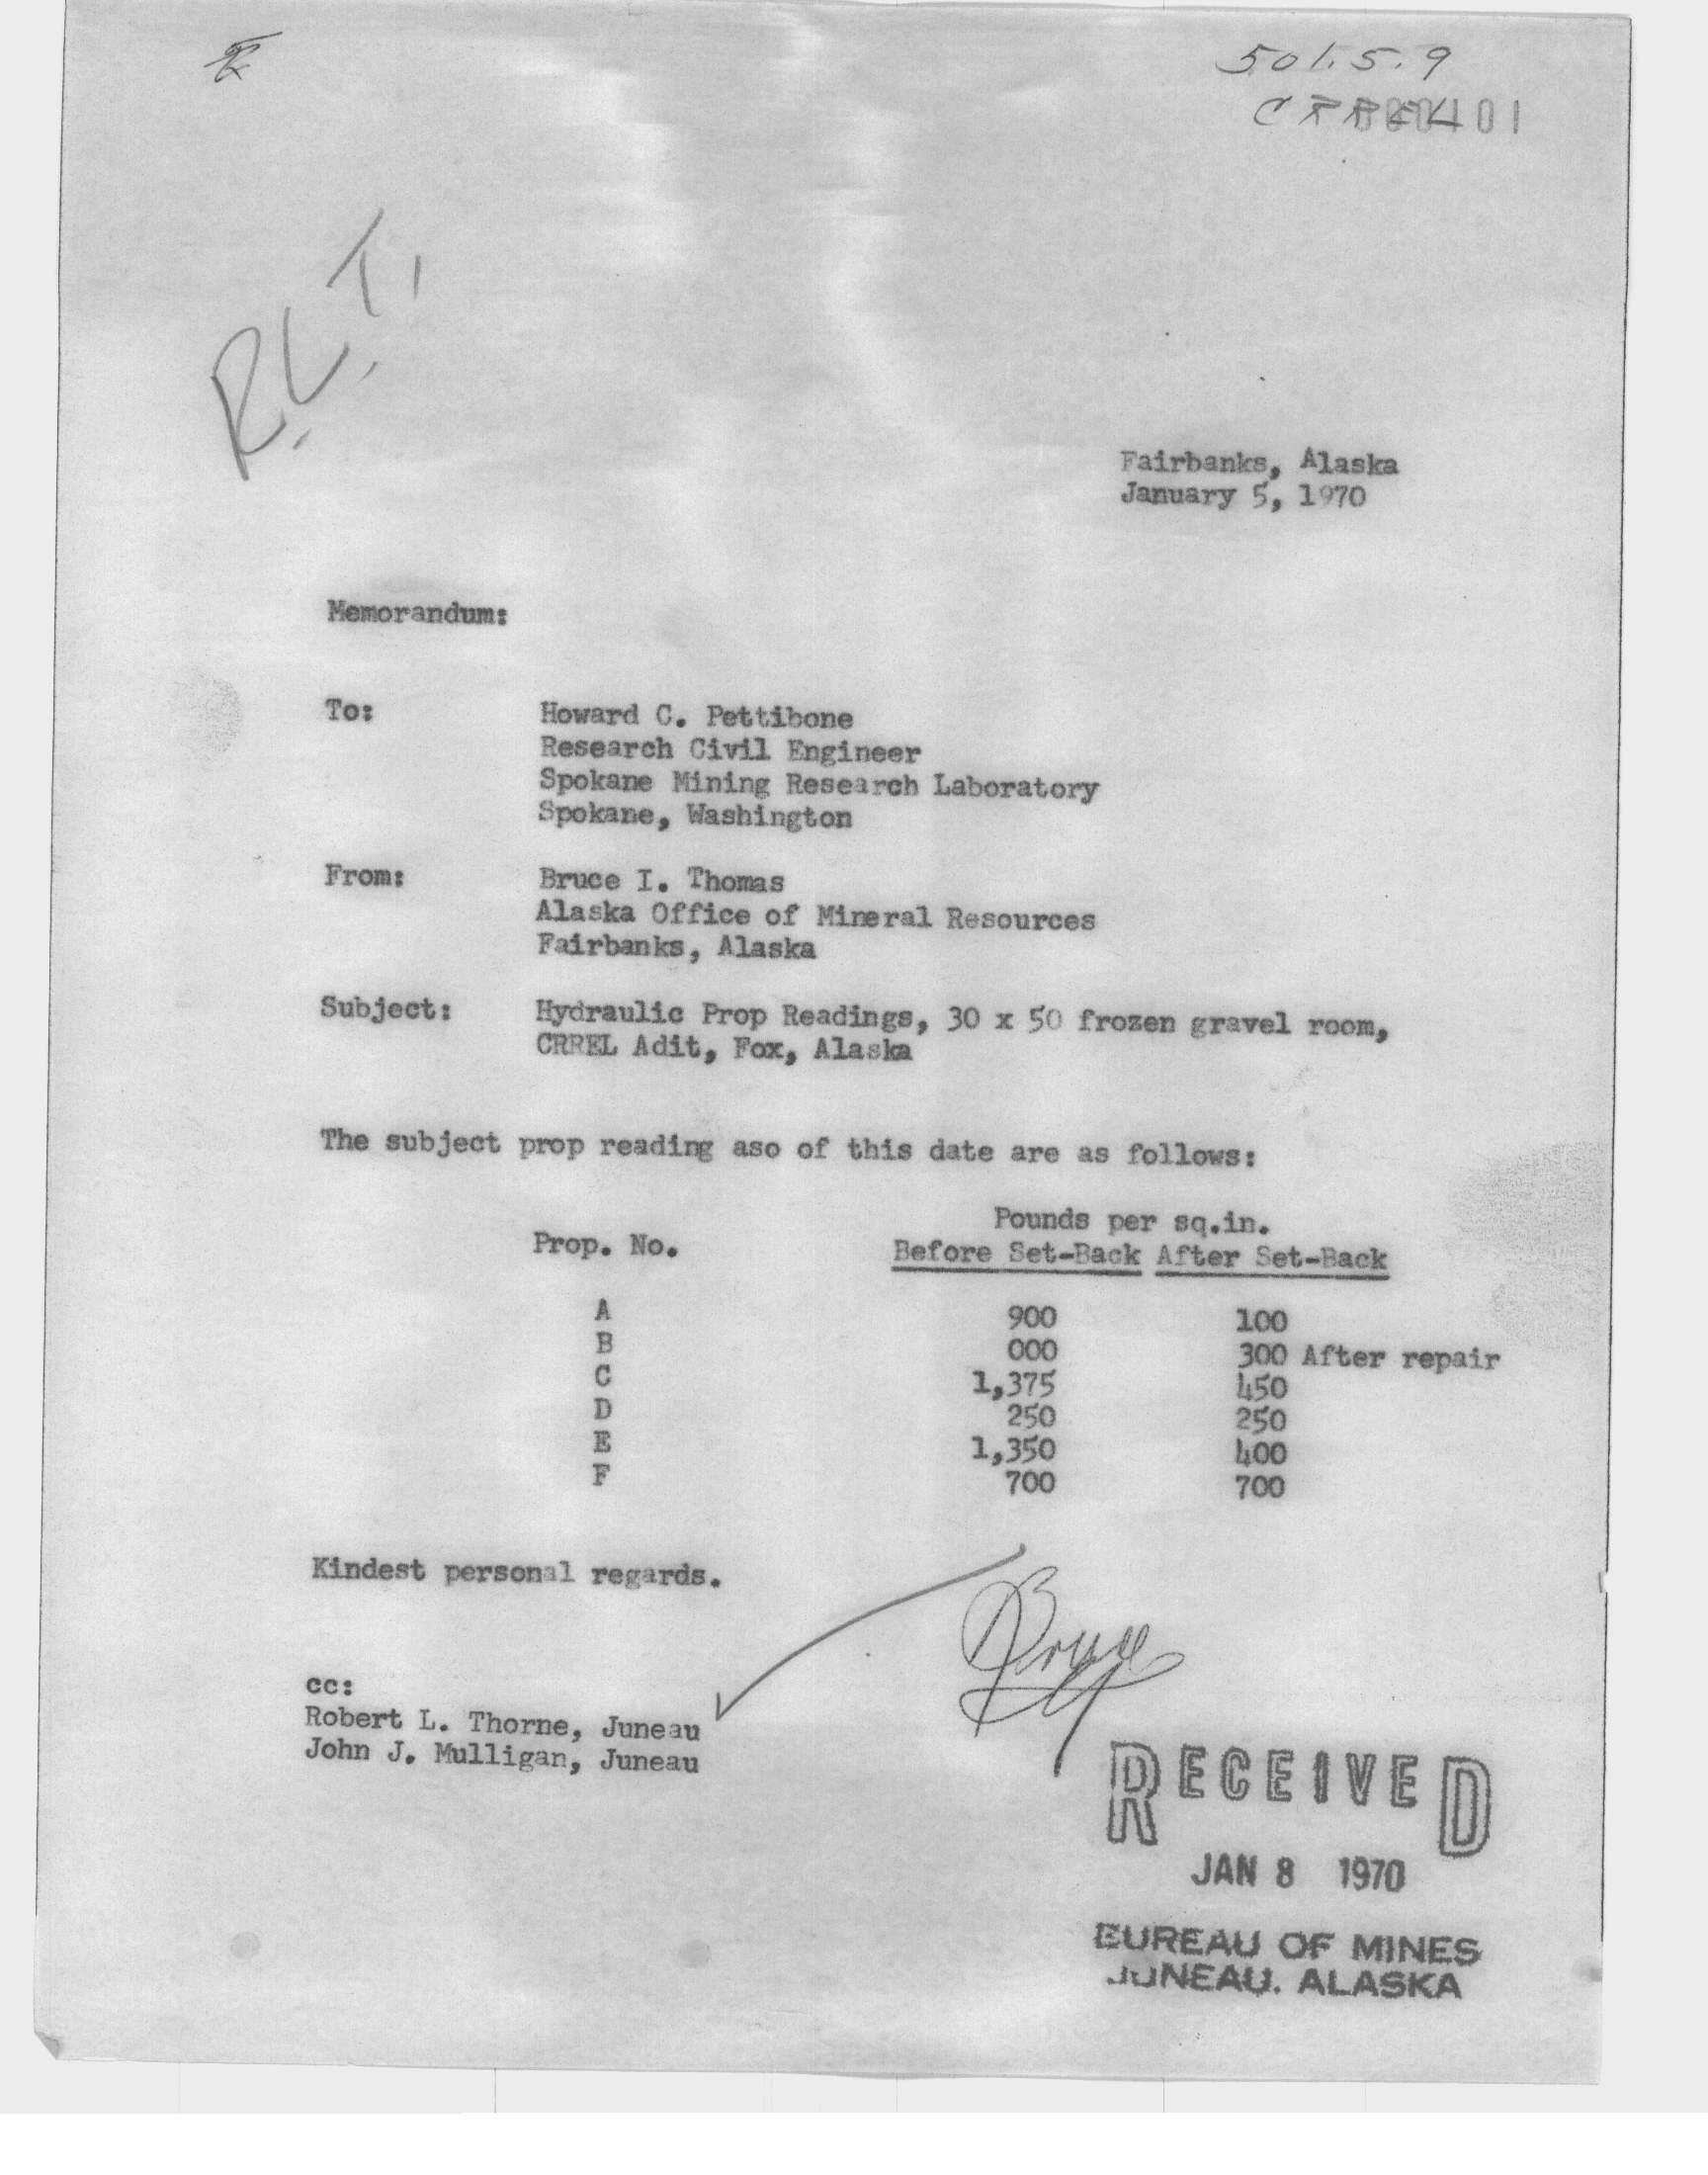 501.5.9
CRREL
R.L.T.
Fairbanks, Alaska
January 5, 1970
Memorandum:
To: Howard C. Pettibone
Research Civil Engineer
Spokane Mining Research Laboratory
Spokane, Washington
From: Bruce I. Thomas
Alaska Office of Mineral Resources
Fairbanks, Alaska
Subject: Hydraulic Prop Readings, 30 x 50 frozen gravel room,
CRREL Adit, Fox, Alaska
The subject prop reading aso of this date are as follows:
Pounds per sq.in.
Prop. No. Before Set-Back After Set-Back
A 900 100
B 000 300 After repair
C 1,375 450
D 250 250
E 1,350 400
F 700 700
Kindest personal regards.
Bruce
cc:
Robert L. Thorne, Juneau
John J. Mulligan, Juneau
RECEIVED
JAN 8 1970
BUREAU OF MINES
JUNEAU. ALASKA